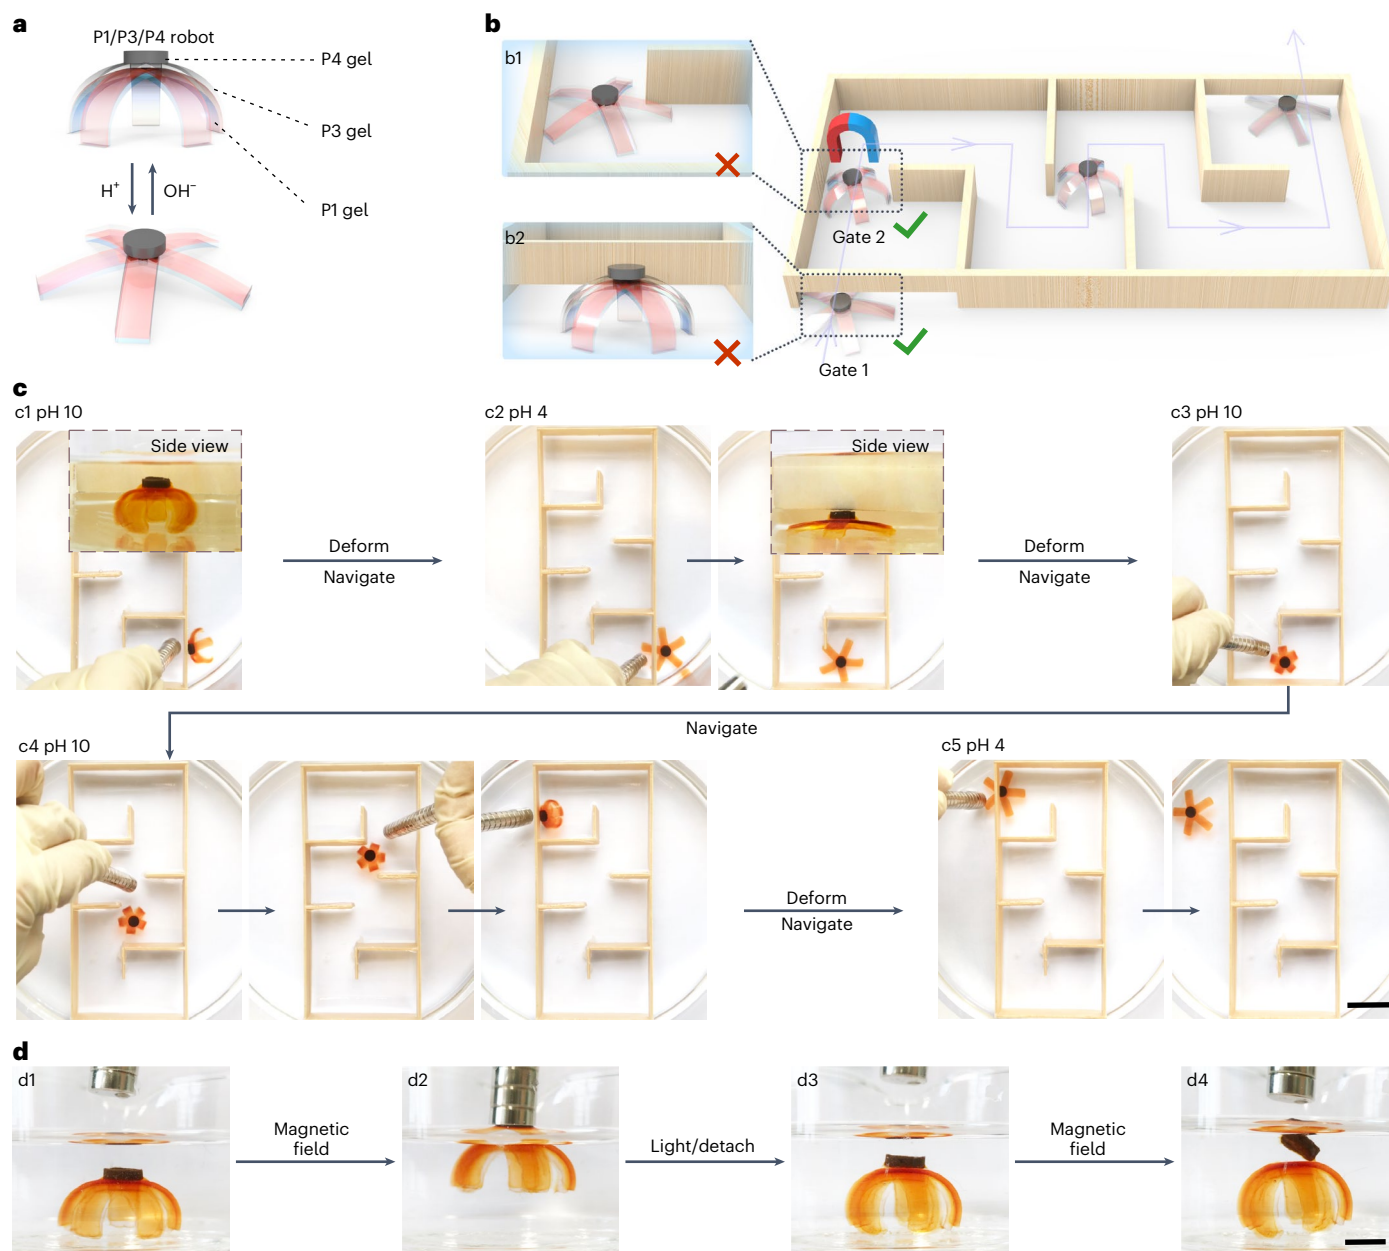 a
P1/P3/P4 robot
P4 gel
P3 gel
P1 gel
H⁺
OH⁻
b
b1
b2
Gate 2
Gate 1
c
c1 pH 10
Side view
Deform
Navigate
c2 pH 4
Side view
Deform
Navigate
c3 pH 10
Navigate
c4 pH 10
Deform
Navigate
c5 pH 4
d
d1
Magnetic
field
d2
Light/detach
d3
Magnetic
field
d4